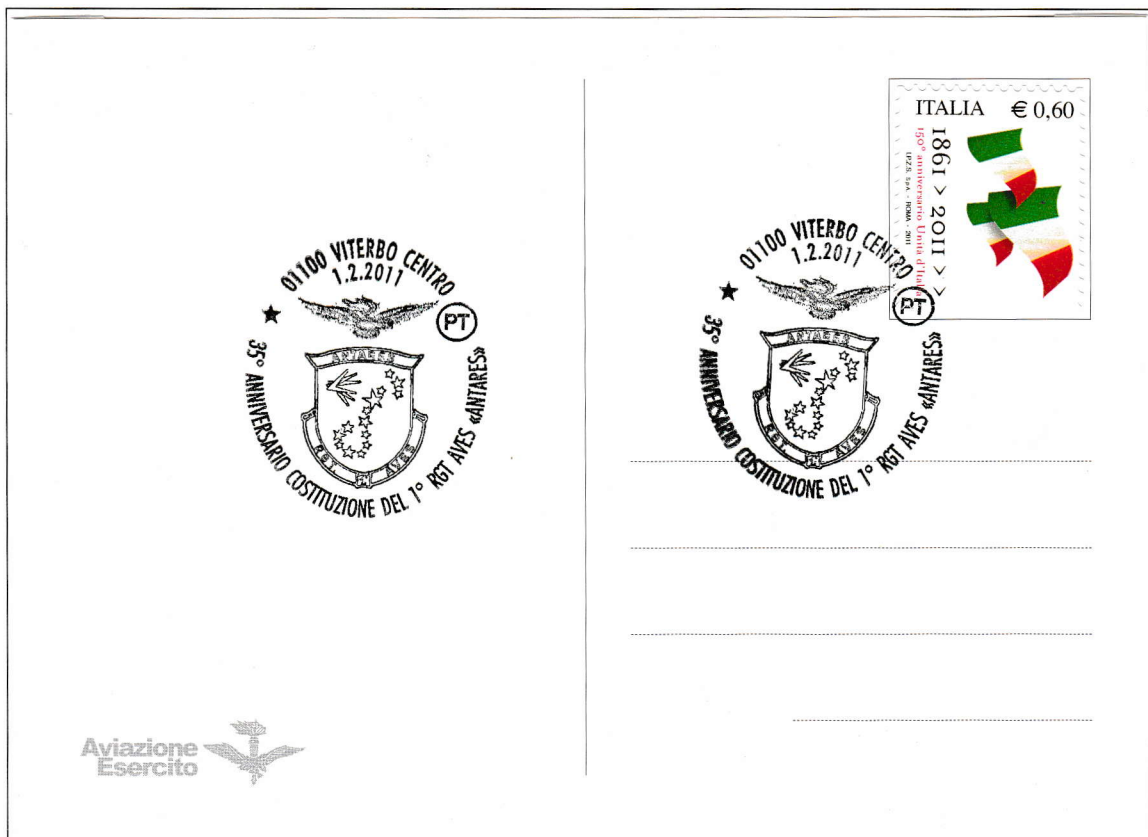 ITALIA € 0,60
1861 > 2011 > >
150° anniversario Unità d'Italia
I.P.Z.S. S.p.A. - ROMA - 2011
01100 VITERBO CENTRO
1.2.2011
PT
ANTARES
RGT. AVES
35° ANNIVERSARIO COSTITUZIONE DEL 1° RGT AVES «ANTARES»
01100 VITERBO CENTRO
1.2.2011
PT
ANTARES
RGT. AVES
35° ANNIVERSARIO COSTITUZIONE DEL 1° RGT AVES «ANTARES»
Aviazione
Esercito